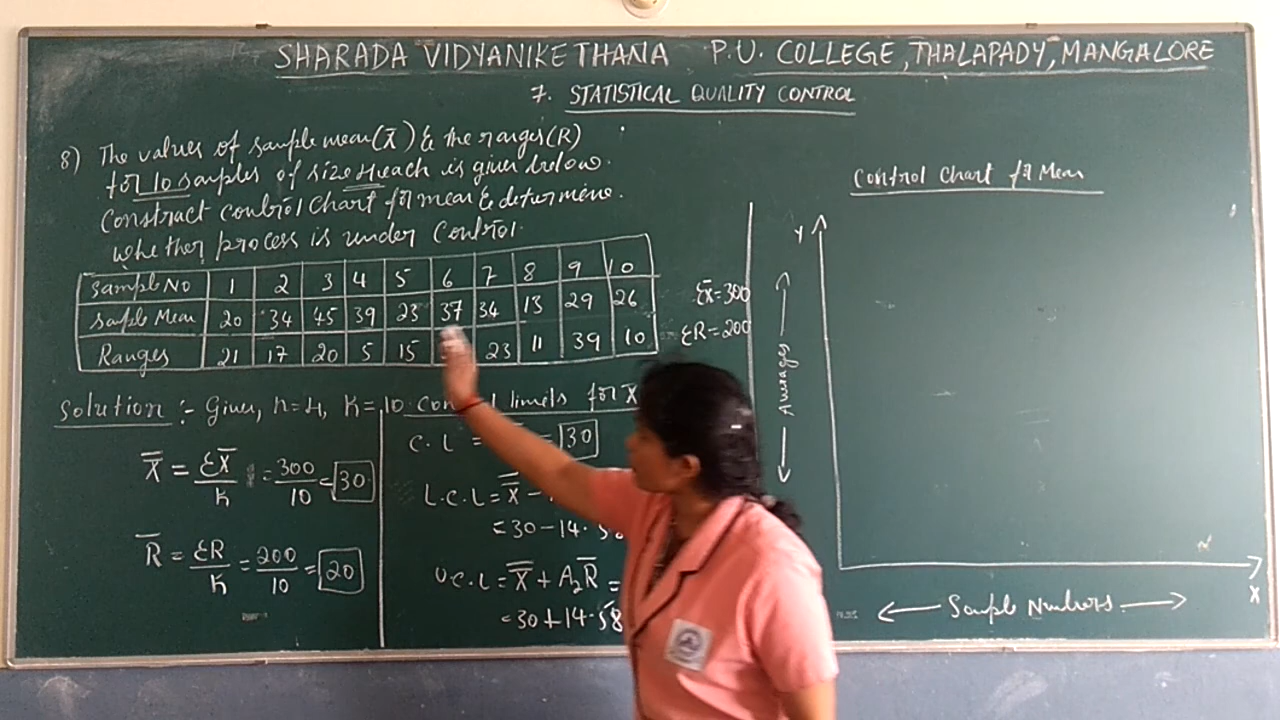 SHARADA VIDYANIKETHANA P.U. COLLEGE, THALAPADY, MANGALORE
7. STATISTICAL QUALITY CONTROL
8) The values of sample mean (X̄) & the ranges (R)
for 10 samples of size 4 each is given below.
Construct Control Chart for mean & determine
whether process is under Control.
Sample No 1 2 3 4 5 6 7 8 9 10
Saple Mean 20 34 45 39 23 37 34 13 29 26
Ranges 21 17 20 5 15 23 11 39 10
ΣX̄=300
ΣR=200
Solution :- Given, n=4, K=10
X̿ = ΣX̄/K = 300/10 = 30
R̄ = ΣR/K = 200/10 = 20
limits for X̄
C.L = = 30
L.C.L = X̿ -
= 30 - 14.58
U.C.L = X̿ + A₂R̄ =
= 30 + 14.58
Control Chart for Mean
Y
Averages
X
Sample Numbers